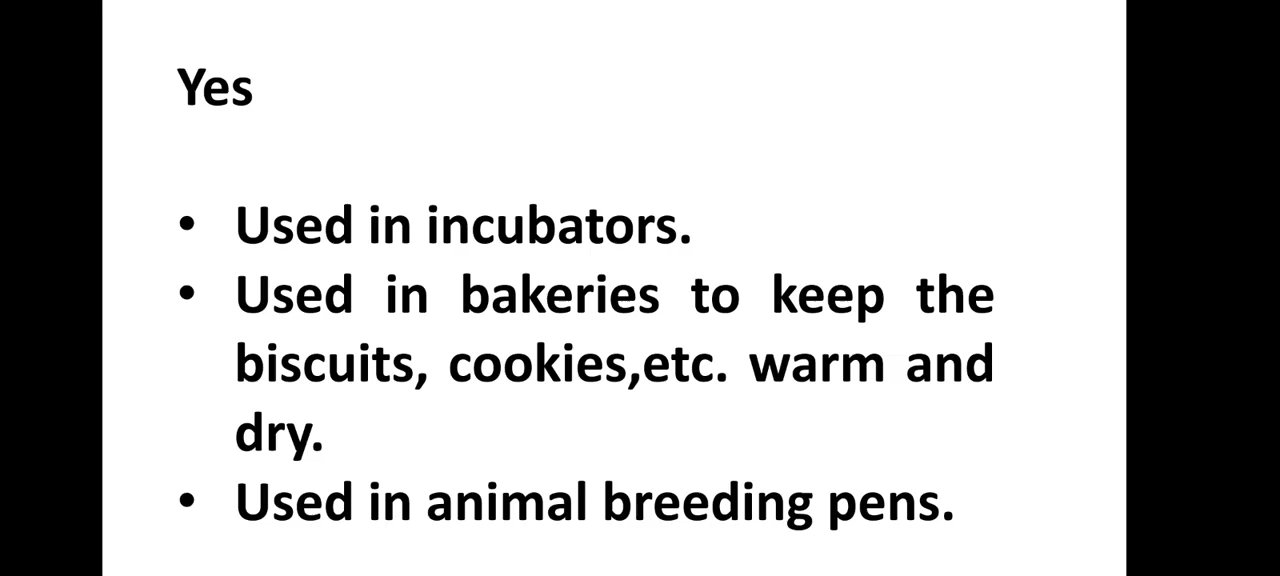 Yes
• Used in incubators.
• Used in bakeries to keep the
biscuits, cookies,etc. warm and
dry.
• Used in animal breeding pens.